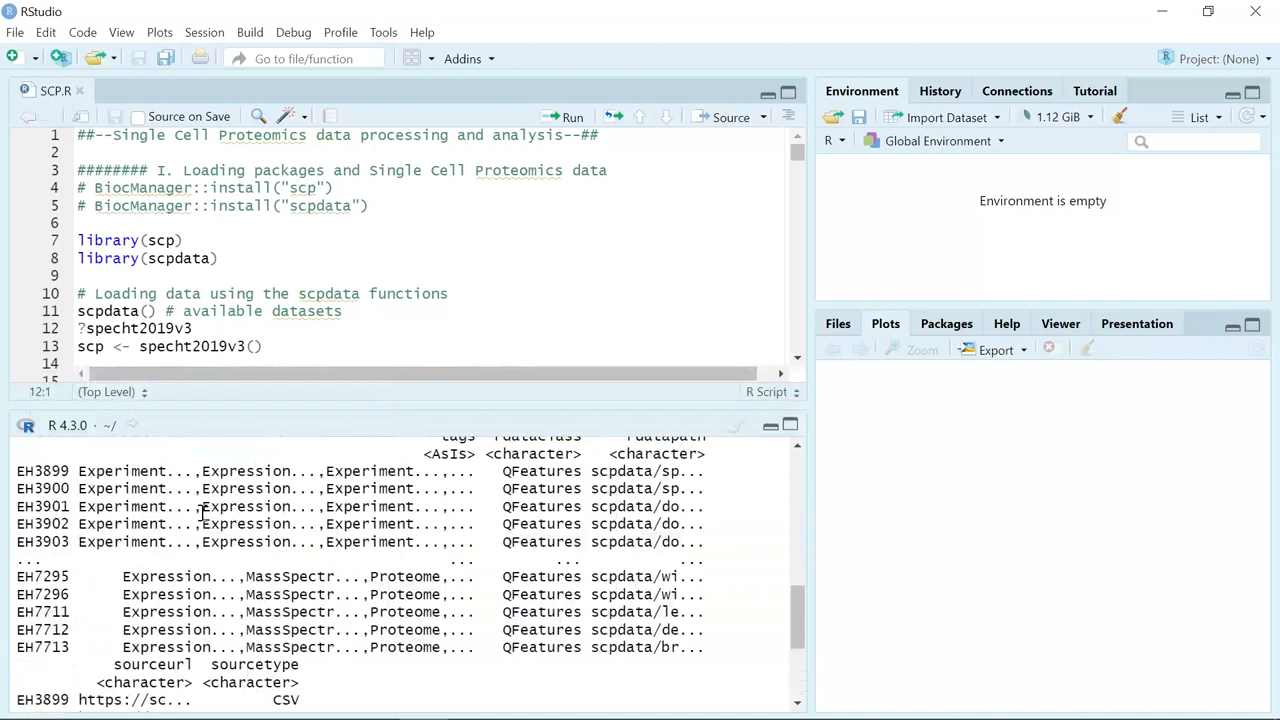 RStudio
File Edit Code View Plots Session Build Debug Profile Tools Help
Go to file/function Addins Project: (None)
SCP.R
Source on Save Run Source
1 ##--Single Cell Proteomics data processing and analysis--##
2
3 ######## I. Loading packages and Single Cell Proteomics data
4 # BiocManager::install("scp")
5 # BiocManager::install("scpdata")
6
7 library(scp)
8 library(scpdata)
9
10 # Loading data using the scpdata functions
11 scpdata() # available datasets
12 ?specht2019v3
13 scp <- specht2019v3()
14
15
12:1 (Top Level) R Script
R 4.3.0 · ~/
tags rdataclass rdatapath
<AsIs> <character> <character>
EH3899 Experiment...,Expression...,Experiment...,... QFeatures scpdata/sp...
EH3900 Experiment...,Expression...,Experiment...,... QFeatures scpdata/sp...
EH3901 Experiment...,Expression...,Experiment...,... QFeatures scpdata/do...
EH3902 Experiment...,Expression...,Experiment...,... QFeatures scpdata/do...
EH3903 Experiment...,Expression...,Experiment...,... QFeatures scpdata/do...
... ... ... ...
EH7295 Expression...,MassSpectr...,Proteome,... QFeatures scpdata/wi...
EH7296 Expression...,MassSpectr...,Proteome,... QFeatures scpdata/wi...
EH7711 Expression...,MassSpectr...,Proteome,... QFeatures scpdata/le...
EH7712 Expression...,MassSpectr...,Proteome,... QFeatures scpdata/de...
EH7713 Expression...,MassSpectr...,Proteome,... QFeatures scpdata/br...
sourceurl sourcetype
<character> <character>
EH3899 https://sc... CSV
Environment History Connections Tutorial
Import Dataset 1.12 GiB List
R Global Environment
Environment is empty
Files Plots Packages Help Viewer Presentation
Zoom Export